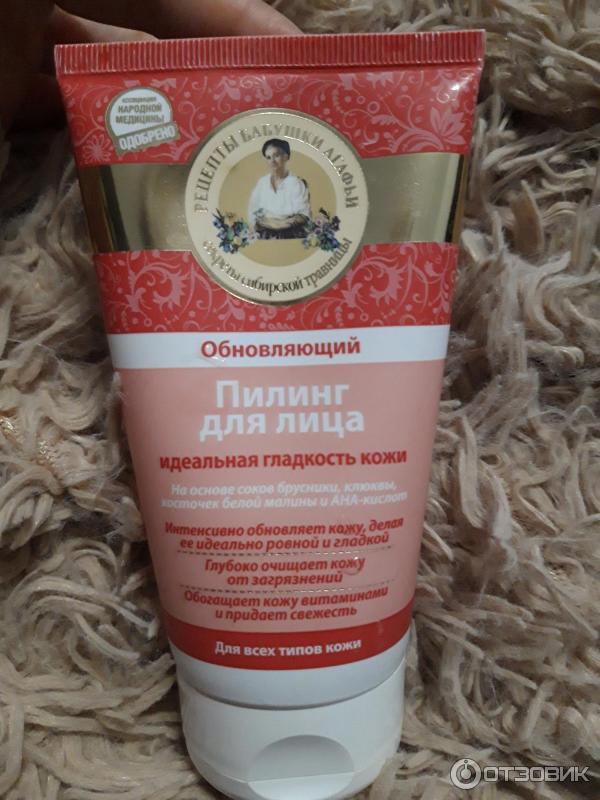 АССОЦИАЦИЯ
НАРОДНОЙ
МЕДИЦИНЫ
ОДОБРЕНО
РЕЦЕПТЫ БАБУШКИ АГАФЬИ
секреты сибирской травницы
Обновляющий
Пилинг
для лица
идеальная гладкость кожи
На основе соков брусники, клюквы,
косточек белой малины и АНА-кислот
Интенсивно обновляет кожу, делая
ее идеально ровной и гладкой
Глубоко очищает кожу
от загрязнений
Обогащает кожу витаминами
и придает свежесть
Для всех типов кожи
ОТЗОВИК